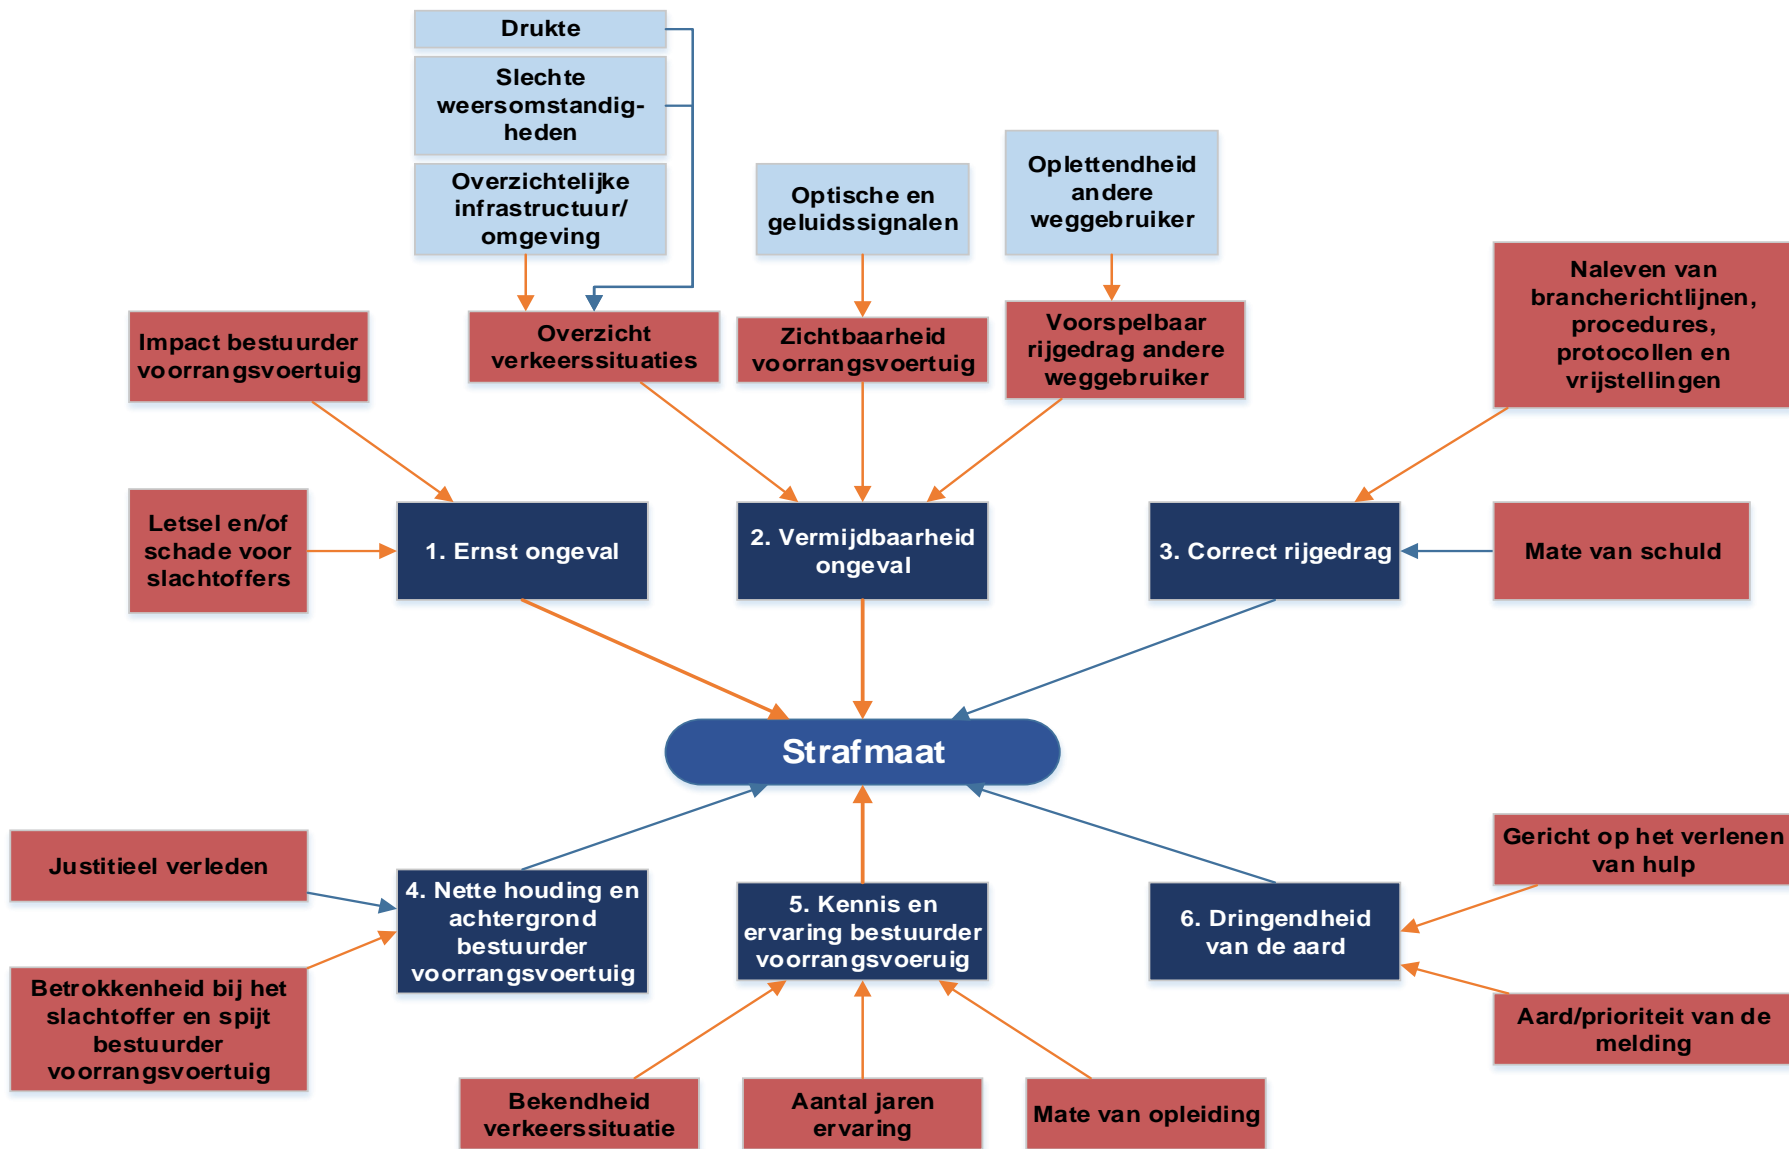 Drukte
Slechte
weersomstandig-
heden
Overzichtelijke
infrastructuur/
omgeving
Optische en
geluidssignalen
Oplettendheid
andere
weggebruiker
Naleven van
brancherichtlijnen,
procedures,
protocollen en
vrijstellingen
Impact bestuurder
voorrangsvoertuig
Overzicht
verkeerssituaties
Zichtbaarheid
voorrangsvoertuig
Voorspelbaar
rijgedrag andere
weggebruiker
Letsel en/of
schade voor
slachtoffers
1. Ernst ongeval
2. Vermijdbaarheid
ongeval
3. Correct rijgedrag
Mate van schuld
Strafmaat
Justitieel verleden
4. Nette houding en
achtergrond
bestuurder
voorrangsvoertuig
5. Kennis en
ervaring bestuurder
voorrangsvoeruig
6. Dringendheid
van de aard
Gericht op het verlenen
van hulp
Betrokkenheid bij het
slachtoffer en spijt
bestuurder
voorrangsvoertuig
Aard/prioriteit van de
melding
Bekendheid
verkeerssituatie
Aantal jaren
ervaring
Mate van opleiding